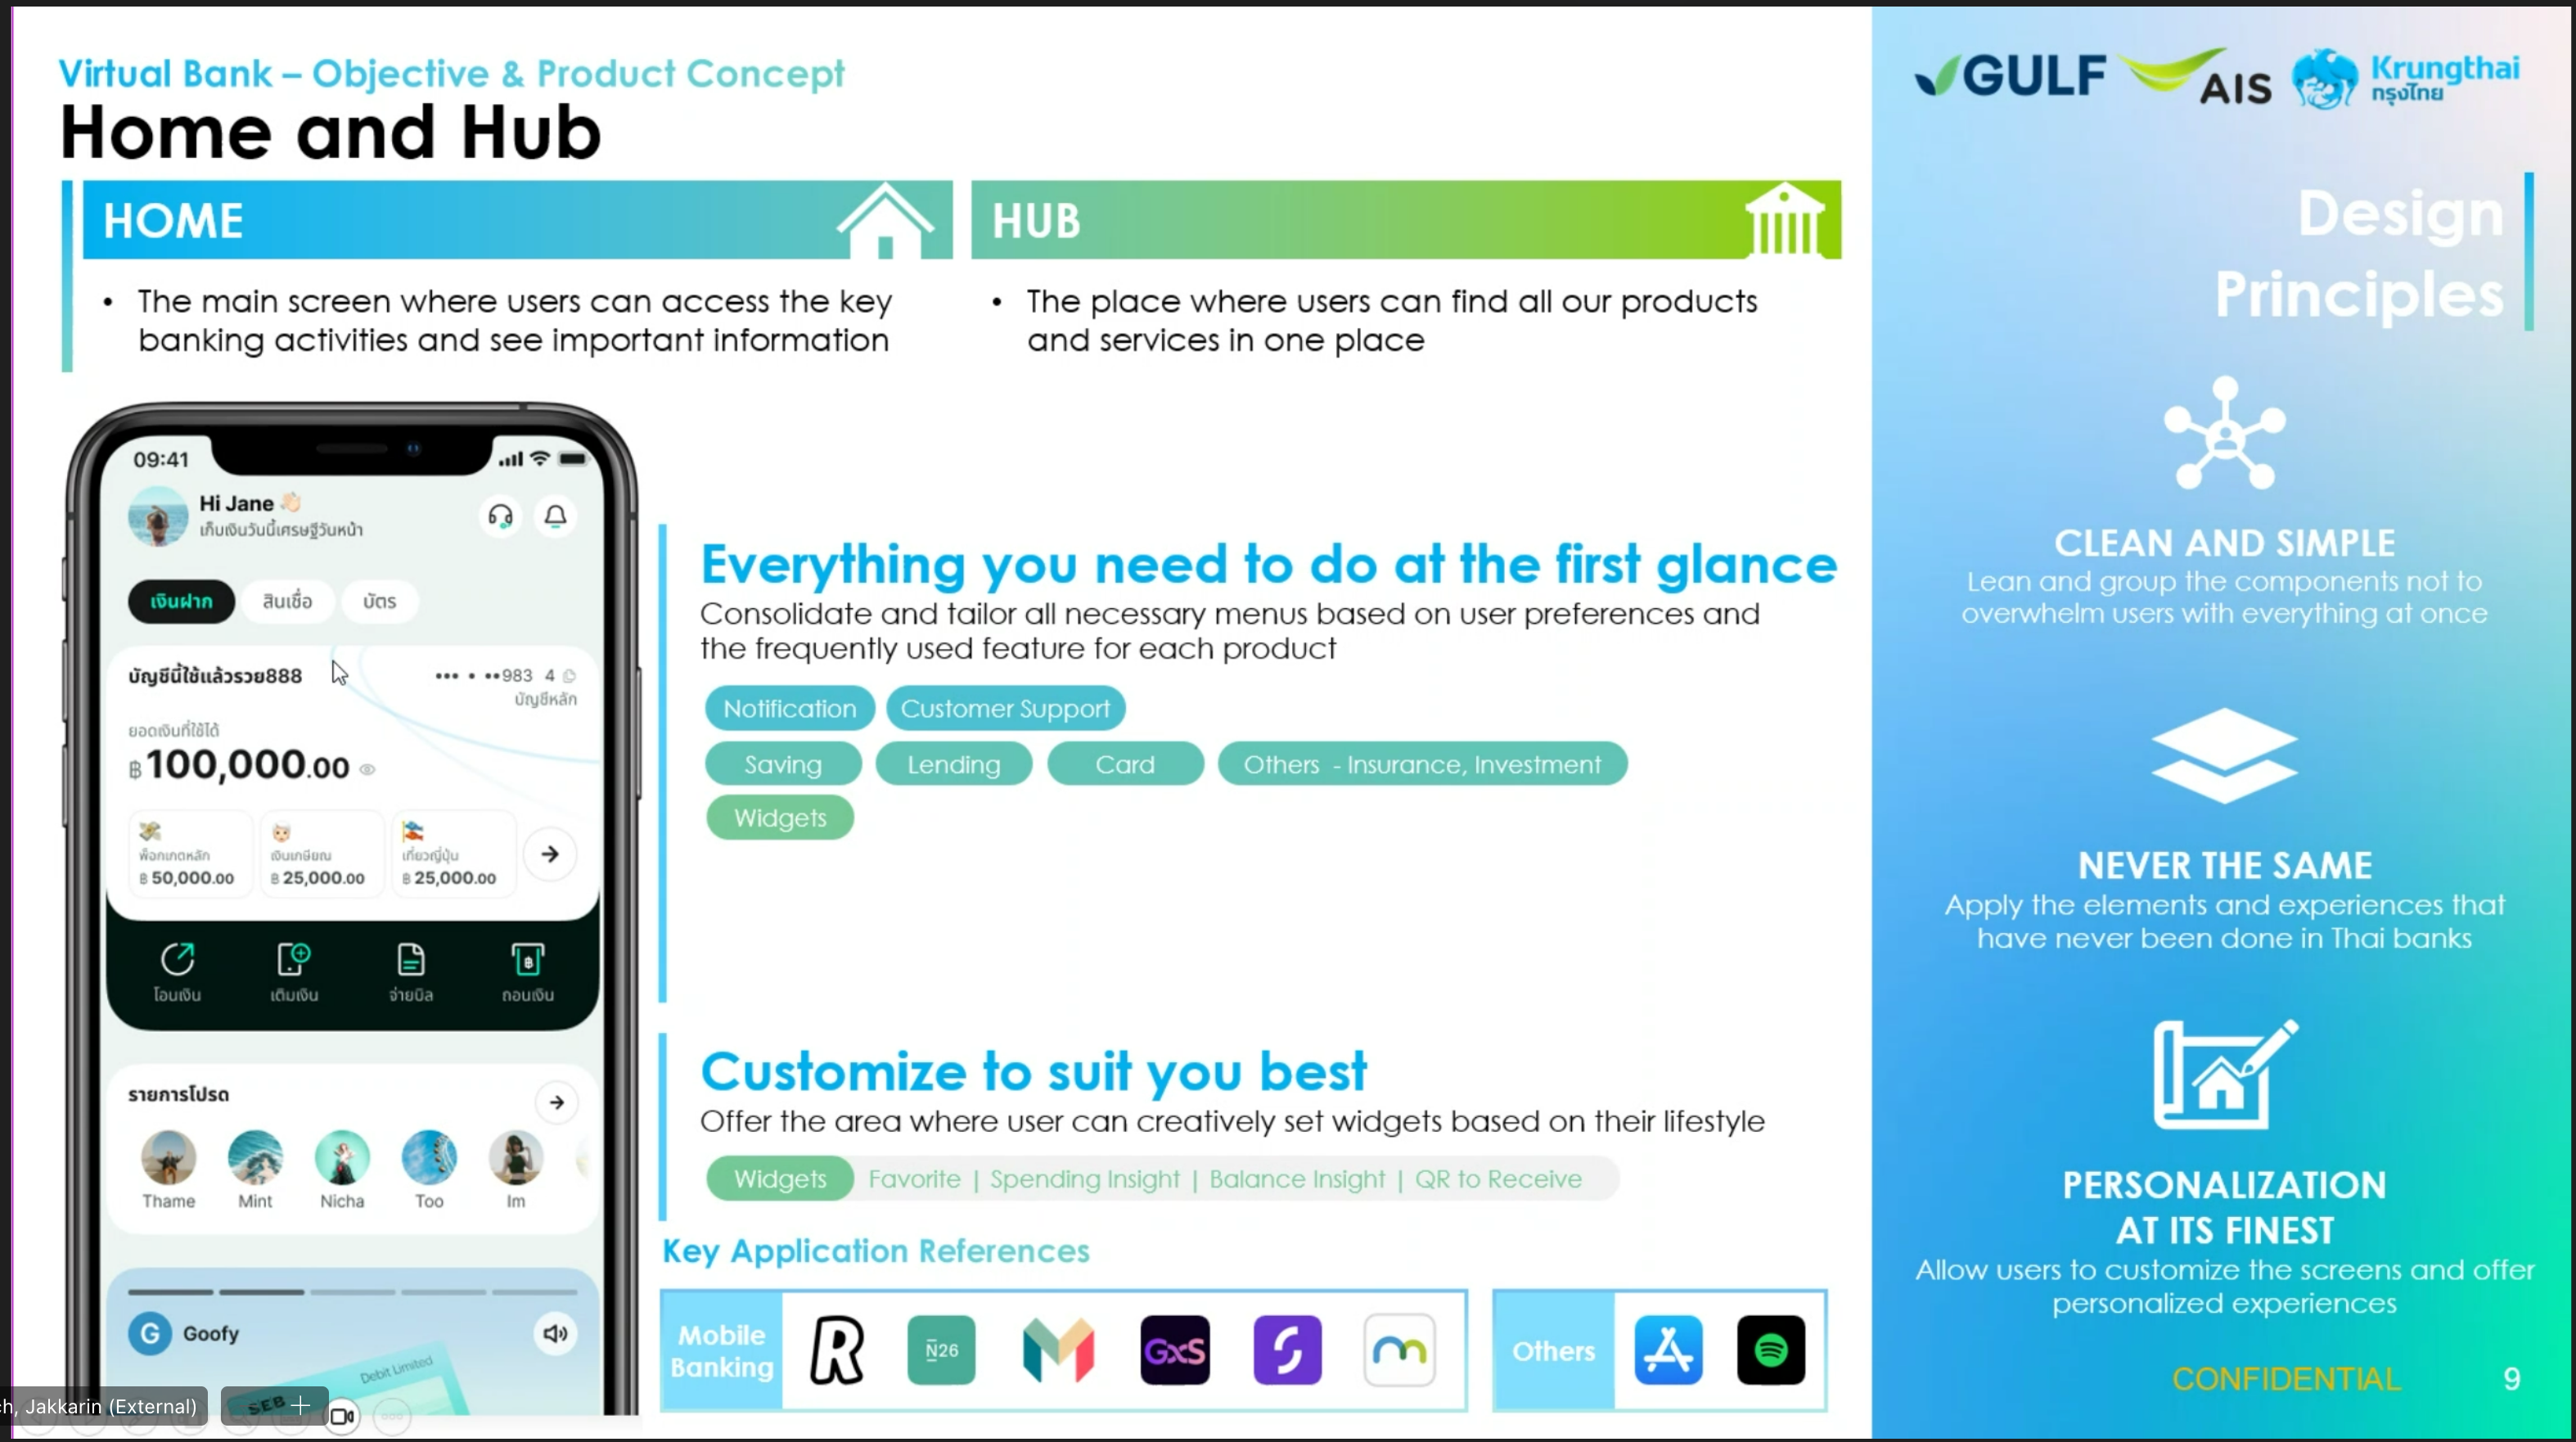 Virtual Bank – Objective & Product Concept
Home and Hub
HOME
The main screen where users can access the key
banking activities and see important information
HUB
The place where users can find all our products
and services in one place
09:41
Hi Jane
เก็บเงินวันนี้เศรษฐีวันหน้า
เงินฝาก
สินเชื่อ
บัตร
บัญชีนี้ใช้แล้วรวย888
••• • ••983 4
บัญชีหลัก
ยอดเงินที่ใช้ได้
฿100,000.00
พ็อกเกตหลัก
฿ 50,000.00
เงินเกษียณ
฿ 25,000.00
เที่ยวญี่ปุ่น
฿ 25,000.00
โอนเงิน
เติมเงิน
จ่ายบิล
ถอนเงิน
รายการโปรด
Thame
Mint
Nicha
Too
Im
G Goofy
Debit Limited
SEB
Jakkarin (External)
Everything you need to do at the first glance
Consolidate and tailor all necessary menus based on user preferences and
the frequently used feature for each product
Notification
Customer Support
Saving
Lending
Card
Others - Insurance, Investment
Widgets
Customize to suit you best
Offer the area where user can creatively set widgets based on their lifestyle
Widgets
Favorite | Spending Insight | Balance Insight | QR to Receive
Key Application References
Mobile
Banking
R
N26
GxS
Others
GULF
AIS
Krungthai
กรุงไทย
Design
Principles
CLEAN AND SIMPLE
Lean and group the components not to
overwhelm users with everything at once
NEVER THE SAME
Apply the elements and experiences that
have never been done in Thai banks
PERSONALIZATION
AT ITS FINEST
Allow users to customize the screens and offer
personalized experiences
CONFIDENTIAL
9